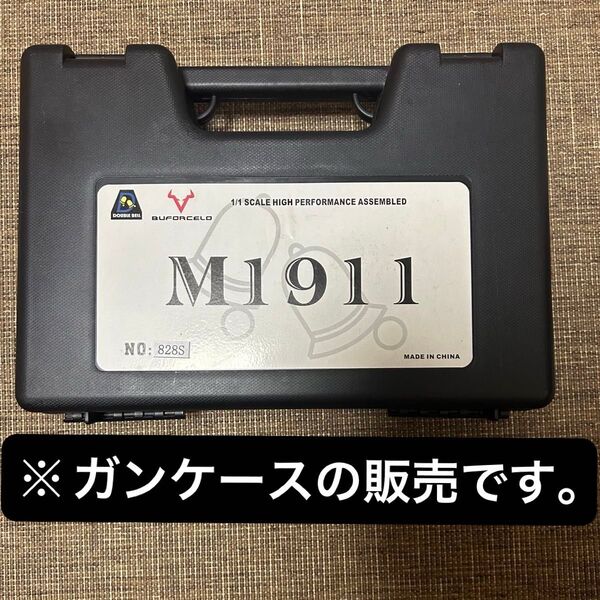 1/1 SCALE HIGH PERFORMANCE ASSEMBLED
DOUBLE BELL
BUFORCELO
M1911
NO: 828S
MADE IN CHINA
※ ガンケースの販売です。